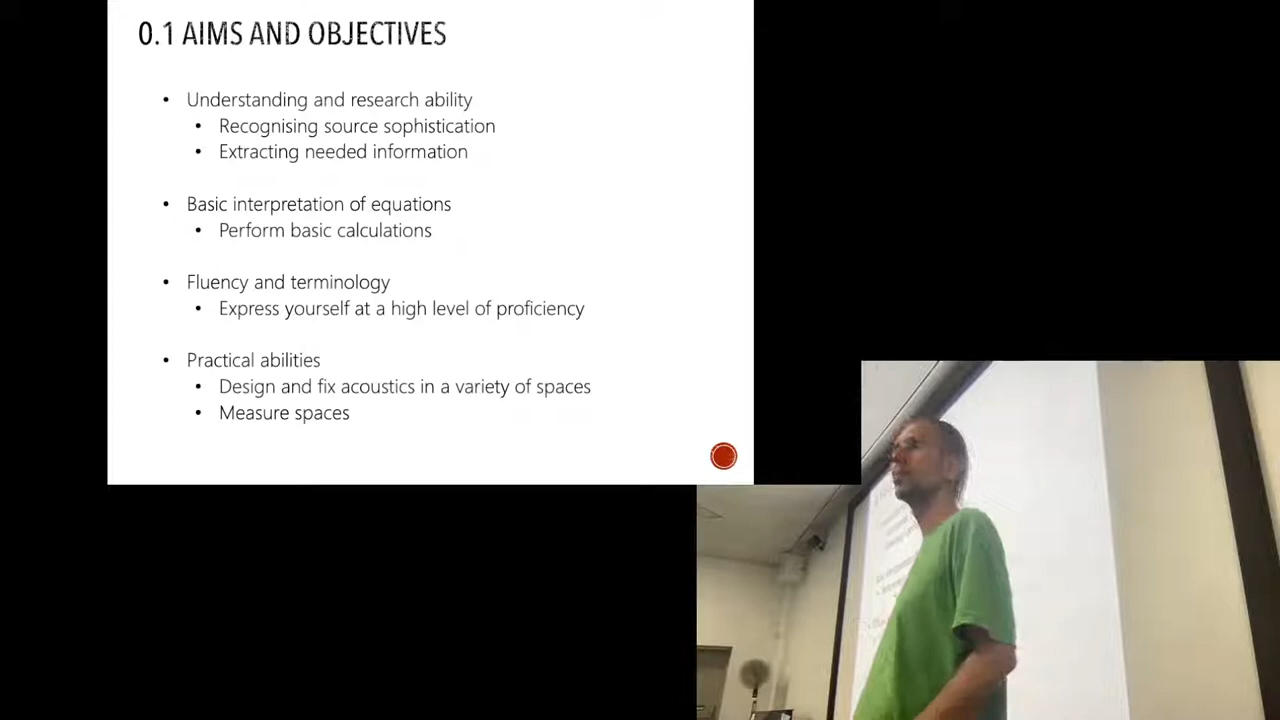 0.1 AIMS AND OBJECTIVES
• Understanding and research ability
• Recognising source sophistication
• Extracting needed information
• Basic interpretation of equations
• Perform basic calculations
• Fluency and terminology
• Express yourself at a high level of proficiency
• Practical abilities
• Design and fix acoustics in a variety of spaces
• Measure spaces